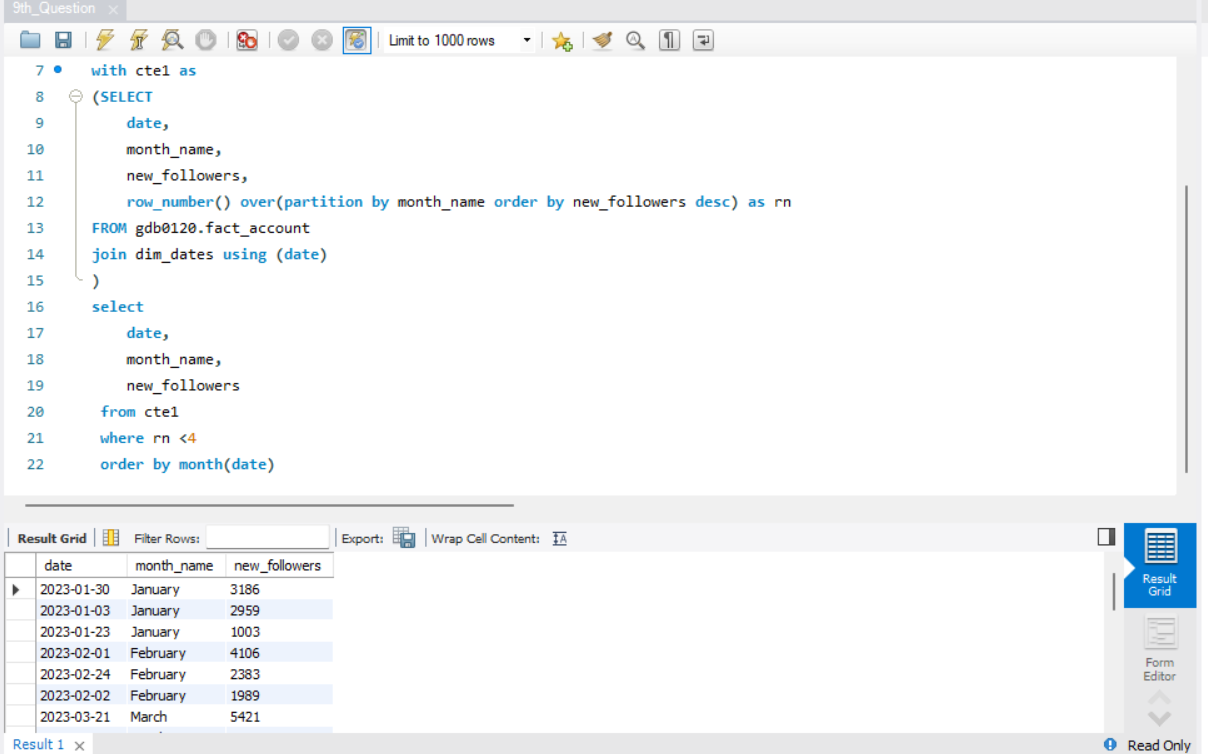 9th_Question ×
Limit to 1000 rows
7 with cte1 as
8 (SELECT
9 date,
10 month_name,
11 new_followers,
12 row_number() over(partition by month_name order by new_followers desc) as rn
13 FROM gdb0120.fact_account
14 join dim_dates using (date)
15 )
16 select
17 date,
18 month_name,
19 new_followers
20 from cte1
21 where rn <4
22 order by month(date)
Result Grid Filter Rows: Export: Wrap Cell Content: IA
date month_name new_followers
2023-01-30 January 3186
2023-01-03 January 2959
2023-01-23 January 1003
2023-02-01 February 4106
2023-02-24 February 2383
2023-02-02 February 1989
2023-03-21 March 5421
Result
Grid
Form
Editor
Result 1 × Read Only